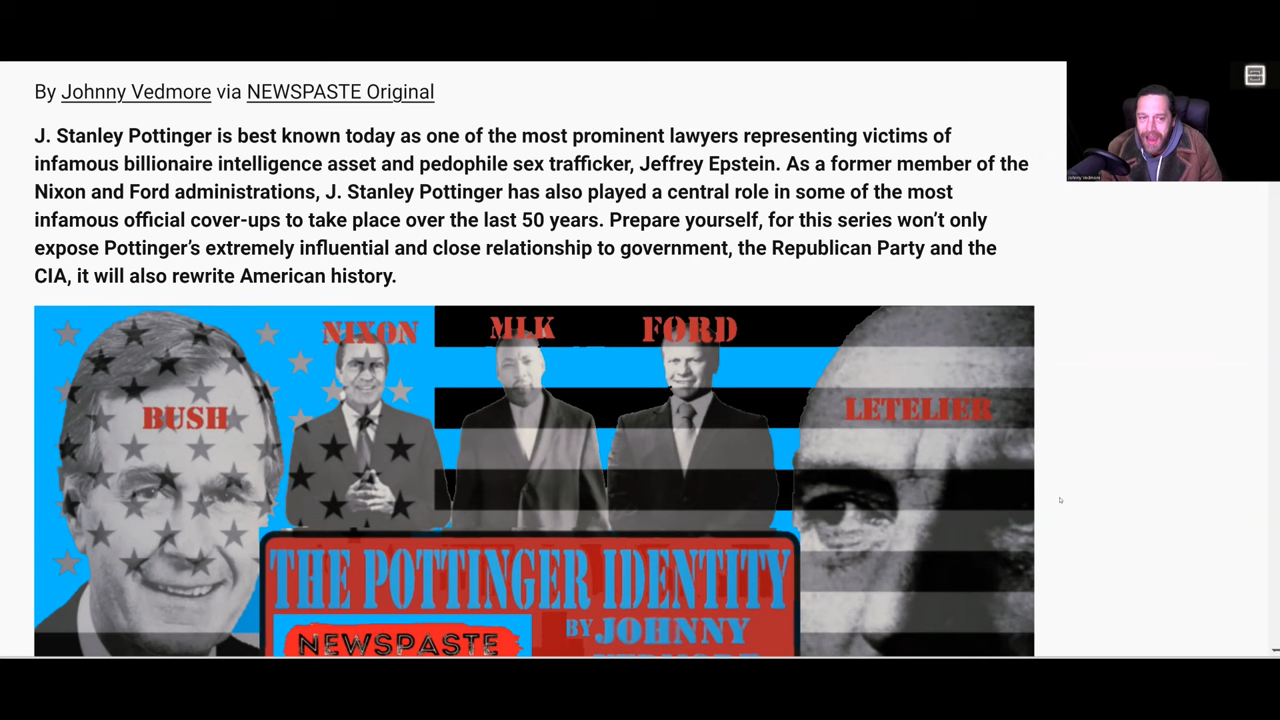 By Johnny Vedmore via NEWSPASTE Original
J. Stanley Pottinger is best known today as one of the most prominent lawyers representing victims of
infamous billionaire intelligence asset and pedophile sex trafficker, Jeffrey Epstein. As a former member of the
Nixon and Ford administrations, J. Stanley Pottinger has also played a central role in some of the most
infamous official cover-ups to take place over the last 50 years. Prepare yourself, for this series won’t only
expose Pottinger’s extremely influential and close relationship to government, the Republican Party and the
CIA, it will also rewrite American history.
Johnny Vedmore
NIXON
MLK
FORD
BUSH
LETELIER
THE POTTINGER IDENTITY
BY JOHNNY
NEWSPASTE